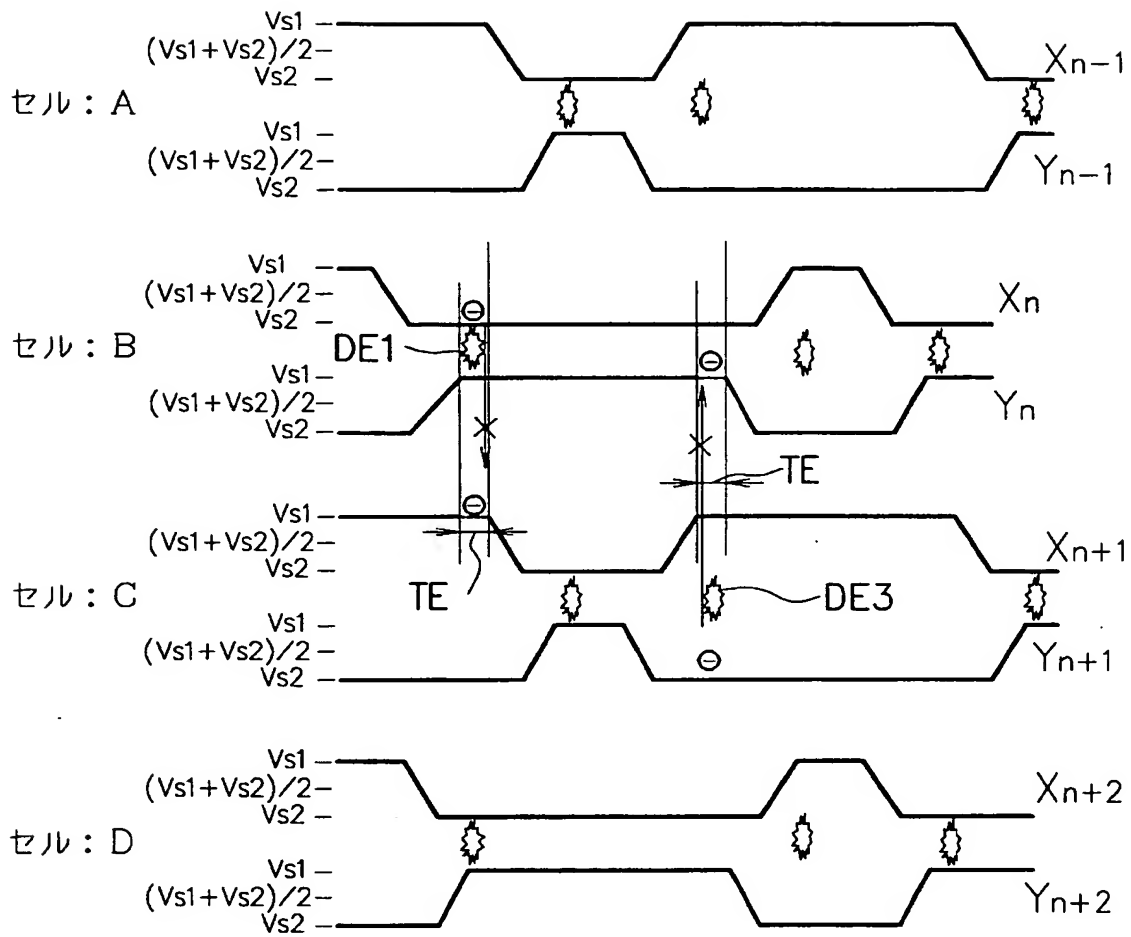 Vs1
(Vs1+Vs2)/2
Vs2
Xn-1
セル：A
Vs1
(Vs1+Vs2)/2
Vs2
Yn-1
Vs1
(Vs1+Vs2)/2
Vs2
⊖
Xn
セル：B
DE1
⊖
Vs1
(Vs1+Vs2)/2
Vs2
Yn
TE
⊖
Vs1
(Vs1+Vs2)/2
Vs2
Xn+1
セル：C
TE
DE3
Vs1
(Vs1+Vs2)/2
Vs2
⊖
Yn+1
Vs1
(Vs1+Vs2)/2
Vs2
Xn+2
セル：D
Vs1
(Vs1+Vs2)/2
Vs2
Yn+2